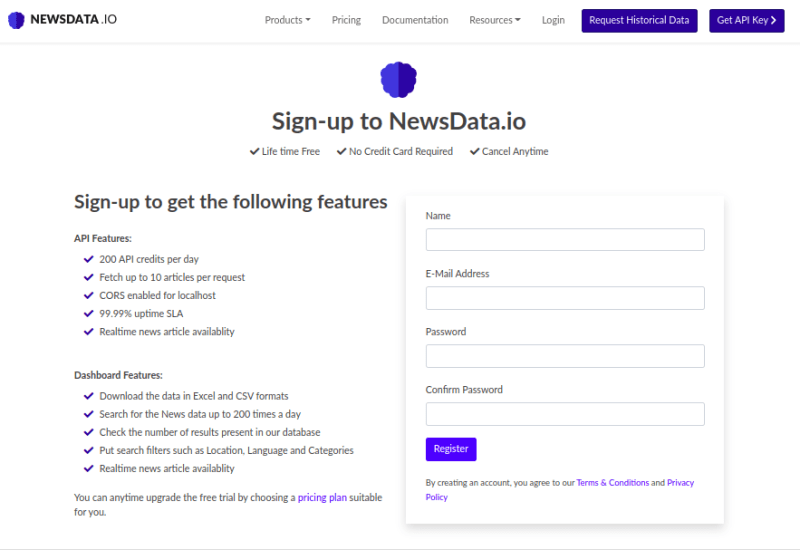 NEWSDATA.IO
Products
Pricing
Documentation
Resources
Login
Request Historical Data
Get API Key
Sign-up to NewsData.io
Life time Free
No Credit Card Required
Cancel Anytime
Sign-up to get the following features
API Features:
200 API credits per day
Fetch up to 10 articles per request
CORS enabled for localhost
99.99% uptime SLA
Realtime news article availablity
Dashboard Features:
Download the data in Excel and CSV formats
Search for the News data up to 200 times a day
Check the number of results present in our database
Put search filters such as Location, Language and Categories
Realtime news article availablity
You can anytime upgrade the free trial by choosing a pricing plan suitable
for you.
Name
E-Mail Address
Password
Confirm Password
Register
By creating an account, you agree to our Terms & Conditions and Privacy
Policy